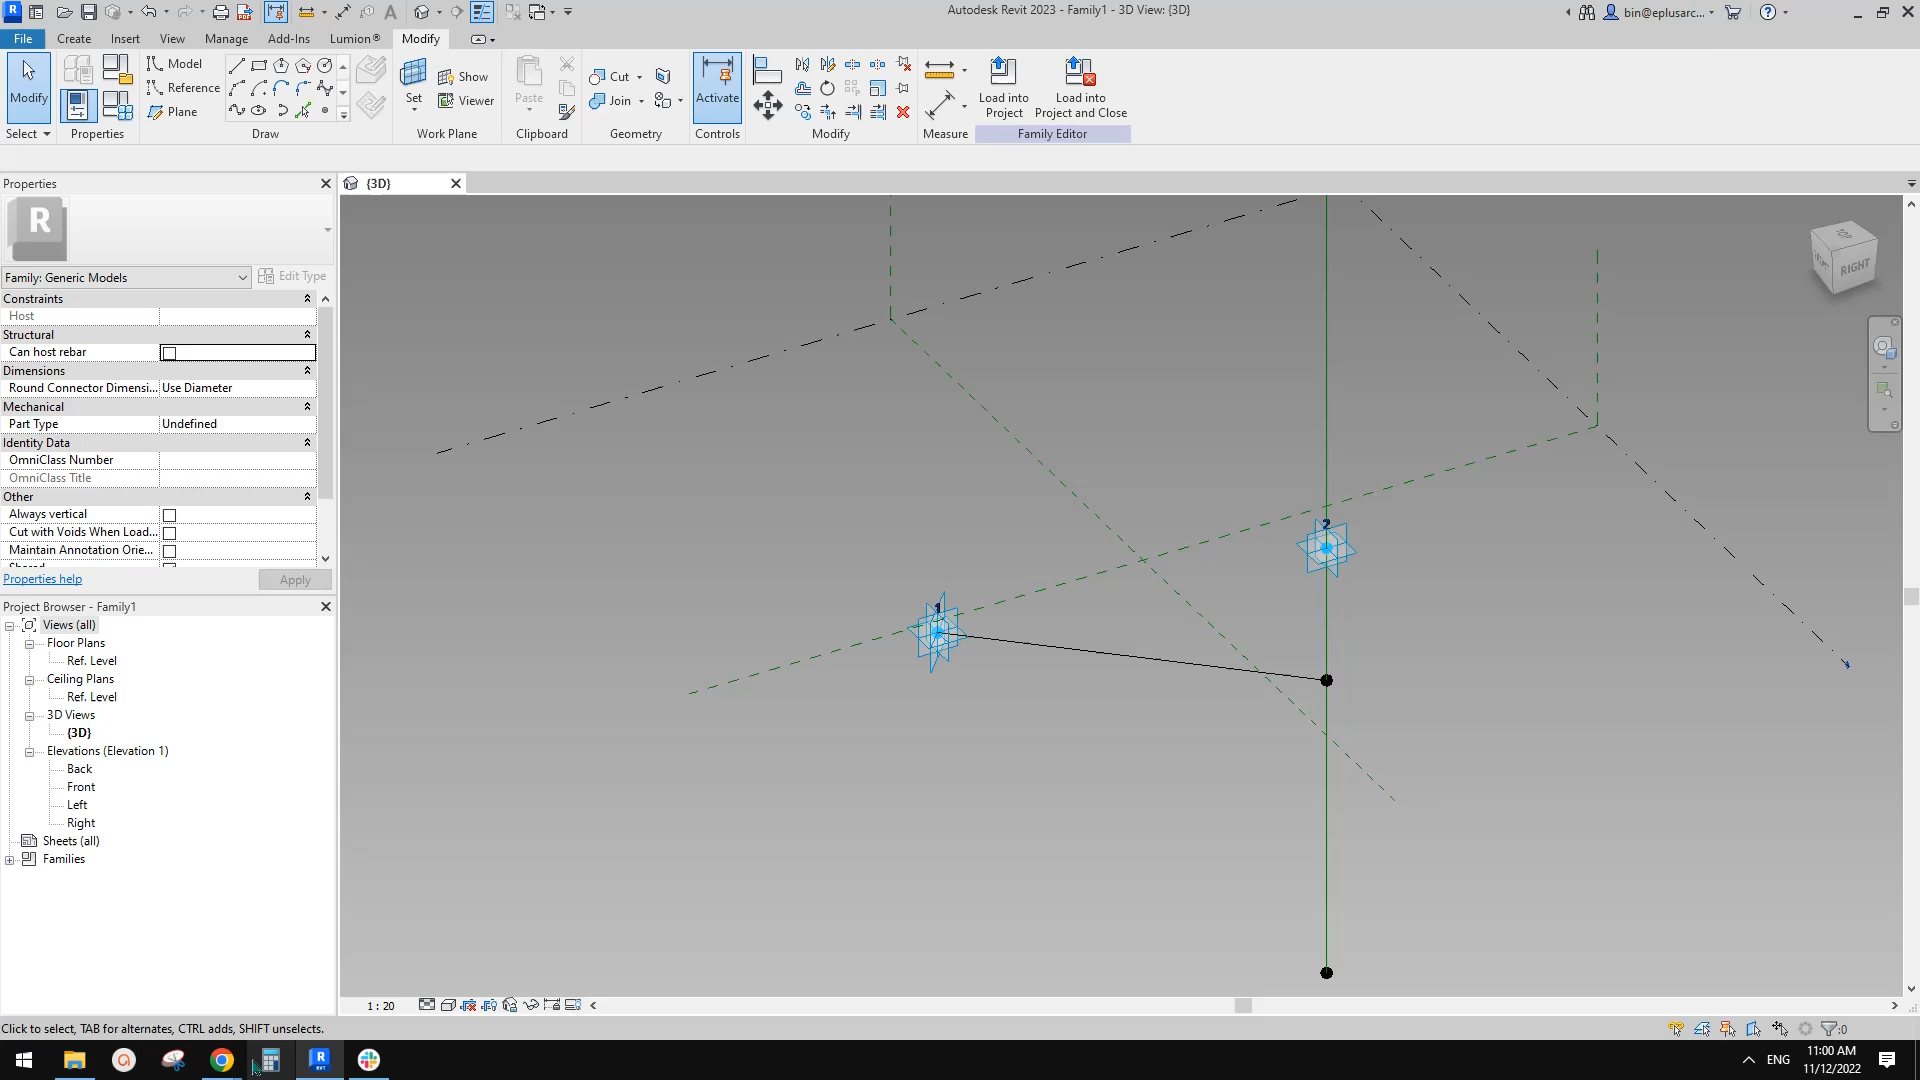 Autodesk Revit 2023 - Family1 - 3D View: {3D}
bin@eplusarc...
File Create Insert View Manage Add-Ins Lumion® Modify
Modify
Select
Properties
Model
Reference
Plane
Draw
Set
Show
Viewer
Work Plane
Paste
Clipboard
Cut
Join
Geometry
Activate
Controls
Modify
Measure
Load into
Project
Load into
Project and Close
Family Editor
Properties
R
Family: Generic Models
Edit Type
Constraints
Host
Structural
Can host rebar
Dimensions
Round Connector Dimensi... Use Diameter
Mechanical
Part Type Undefined
Identity Data
OmniClass Number
OmniClass Title
Other
Always vertical
Cut with Voids When Load...
Maintain Annotation Orie...
Properties help
Apply
Project Browser - Family1
Views (all)
Floor Plans
Ref. Level
Ceiling Plans
Ref. Level
3D Views
{3D}
Elevations (Elevation 1)
Back
Front
Left
Right
Sheets (all)
Families
{3D}
TOP
RIGHT
1
2
1 : 20
Click to select, TAB for alternates, CTRL adds, SHIFT unselects.
:0
ENG
11:00 AM
11/12/2022